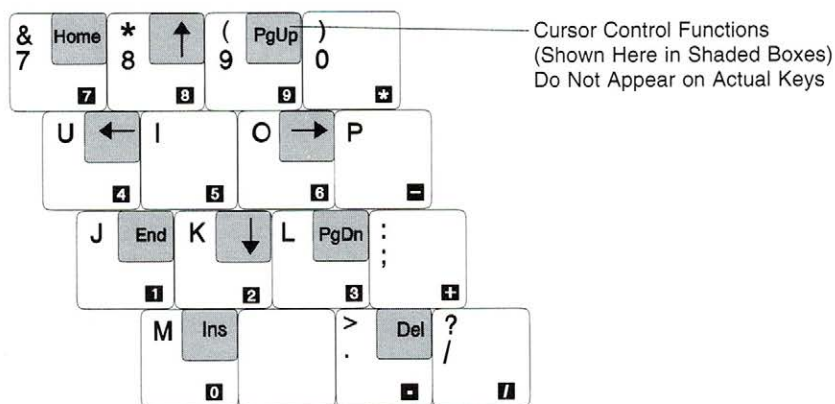 & Home * ↑ ( PgUp )
7 8 9 0
7 8 9 *
Cursor Control Functions
(Shown Here in Shaded Boxes)
Do Not Appear on Actual Keys
U ← I O → P
4 5 6 -
J End K ↓ L PgDn :
;
1 2 3 +
M Ins > Del ?
. /
0 . /